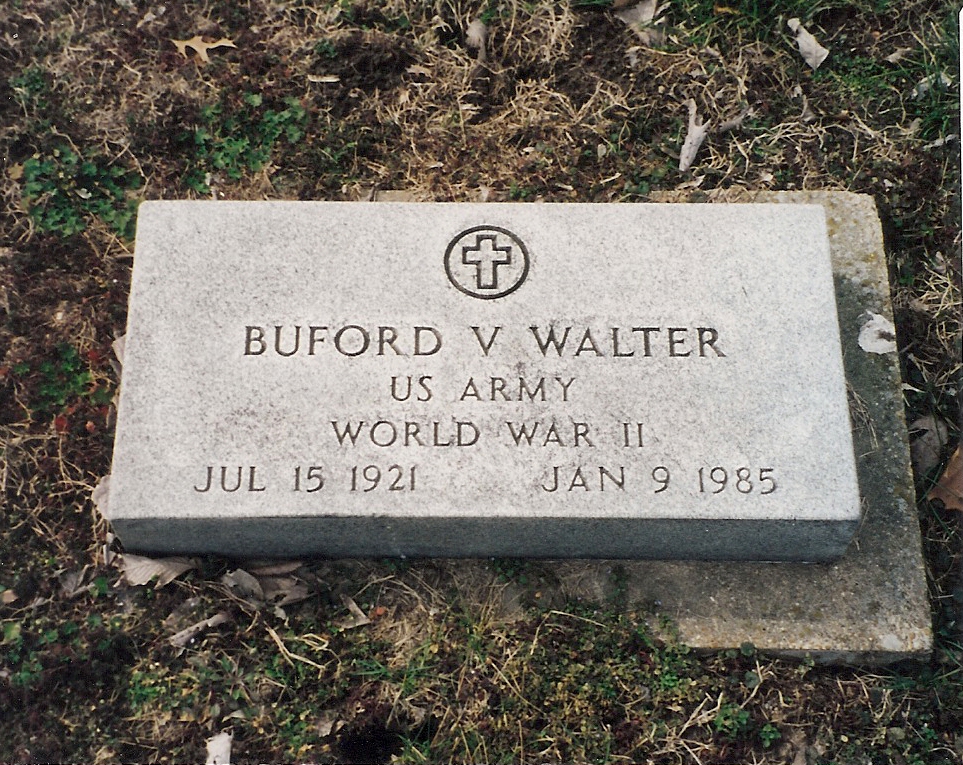 BUFORD V WALTER
US ARMY
WORLD WAR II
JUL 15 1921 JAN 9 1985